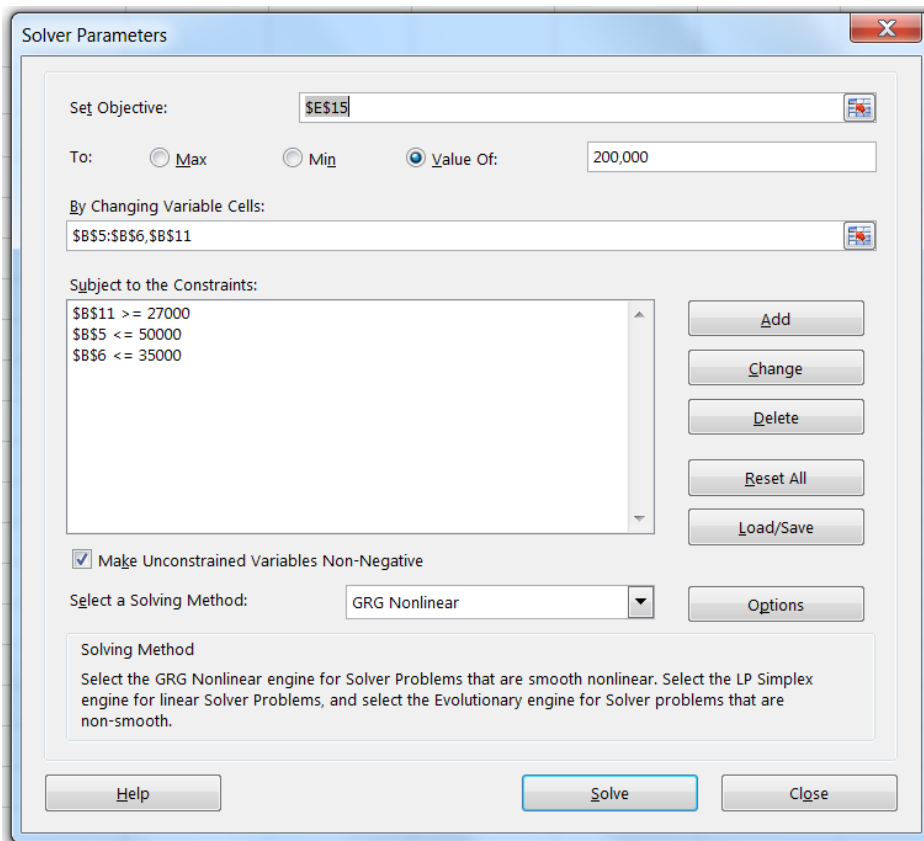 Solver Parameters
Set Objective: $E$15
To: Max Min Value Of: 200,000
By Changing Variable Cells:
$B$5:$B$6,$B$11
Subject to the Constraints:
$B$11 >= 27000
$B$5 <= 50000
$B$6 <= 35000
Add
Change
Delete
Reset All
Load/Save
Make Unconstrained Variables Non-Negative
Select a Solving Method: GRG Nonlinear Options
Solving Method
Select the GRG Nonlinear engine for Solver Problems that are smooth nonlinear. Select the LP Simplex
engine for linear Solver Problems, and select the Evolutionary engine for Solver problems that are
non-smooth.
Help Solve Close